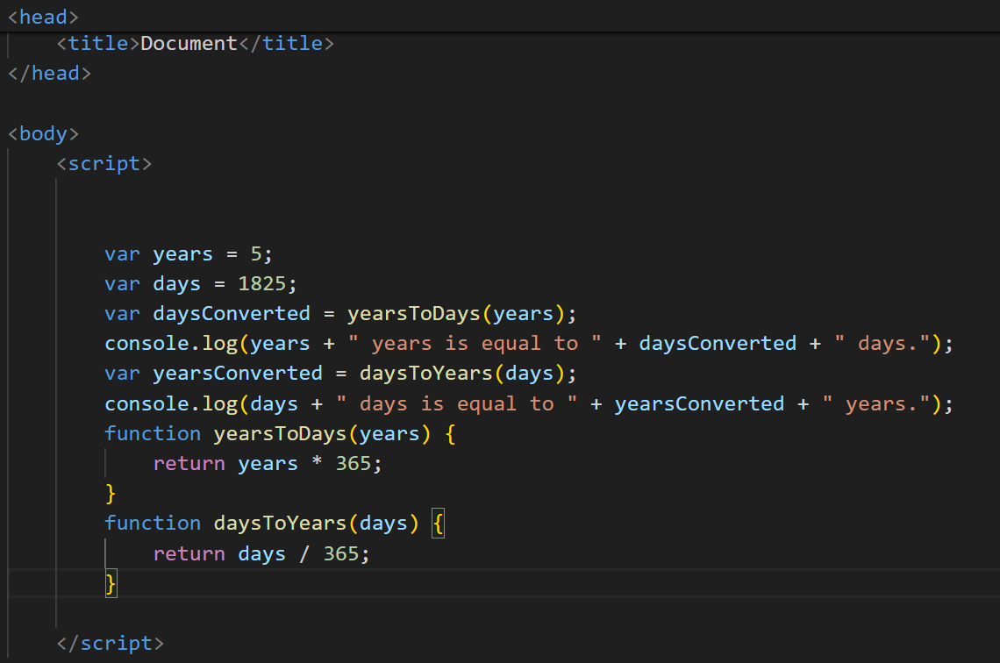 <head>
    <title>Document</title>
</head>
<body>
    <script>
        var years = 5;
        var days = 1825;
        var daysConverted = yearsToDays(years);
        console.log(years + " years is equal to " + daysConverted + " days.");
        var yearsConverted = daysToYears(days);
        console.log(days + " days is equal to " + yearsConverted + " years.");
        function yearsToDays(years) {
            return years * 365;
        }
        function daysToYears(days) {
            return days / 365;
        }
    </script>